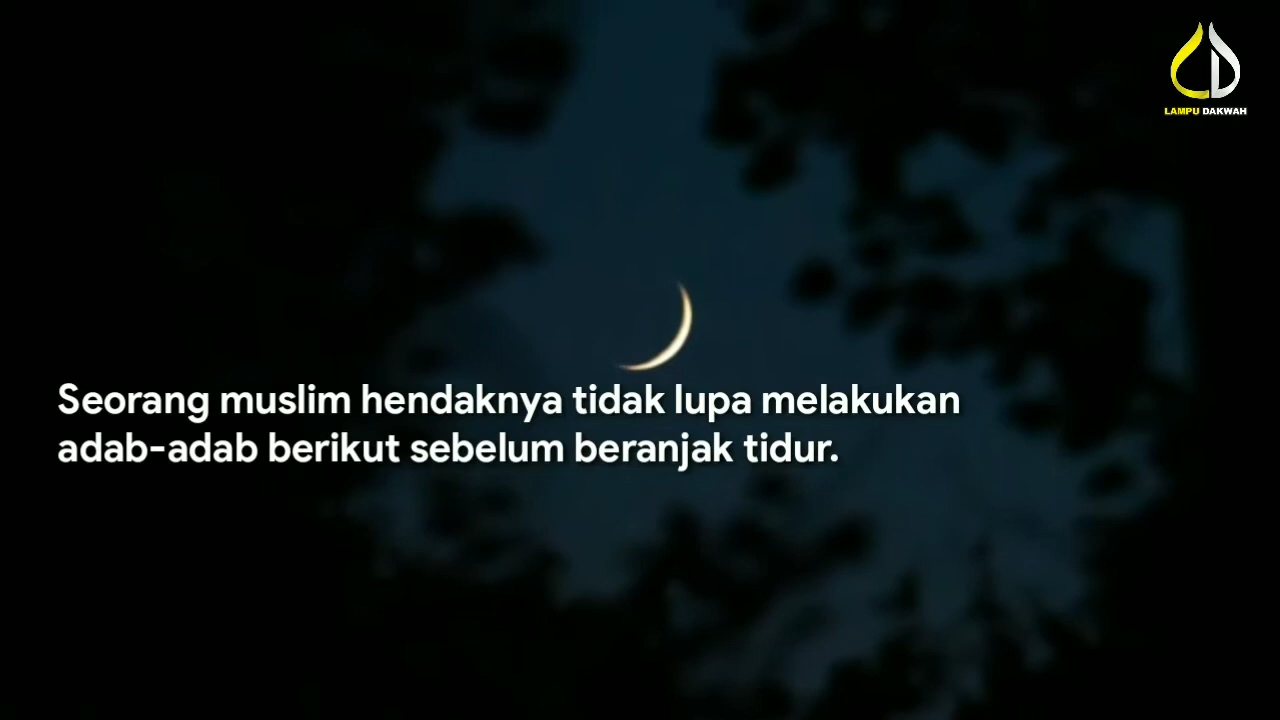 LAMPU DAKWAH
Seorang muslim hendaknya tidak lupa melakukan
adab-adab berikut sebelum beranjak tidur.